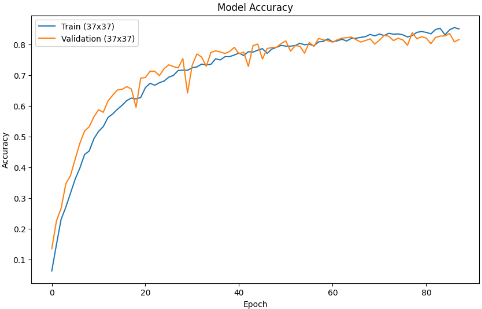 Model Accuracy
Train (37x37)
Validation (37x37)
0.8
0.7
0.6
0.5
0.4
0.3
0.2
0.1
Accuracy
0
20
40
60
80
Epoch